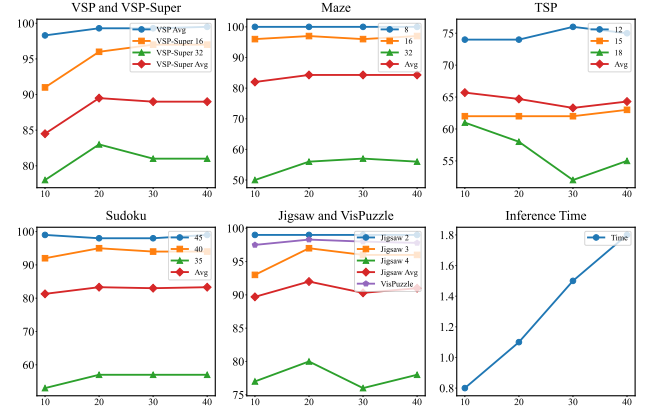 VSP and VSP-Super
100
95
90
85
80
10 20 30 40
VSP Avg
VSP-Super 16
VSP-Super 32
VSP-Super Avg
Maze
100
90
80
70
60
50
10 20 30 40
8
16
32
Avg
TSP
75
70
65
60
55
10 20 30 40
12
15
18
Avg
Sudoku
100
90
80
70
60
10 20 30 40
45
40
35
Avg
Jigsaw and VisPuzzle
100
95
90
85
80
75
10 20 30 40
Jigsaw 2
Jigsaw 3
Jigsaw 4
Jigsaw Avg
VisPuzzle
Inference Time
1.8
1.6
1.4
1.2
1.0
0.8
10 20 30 40
Time